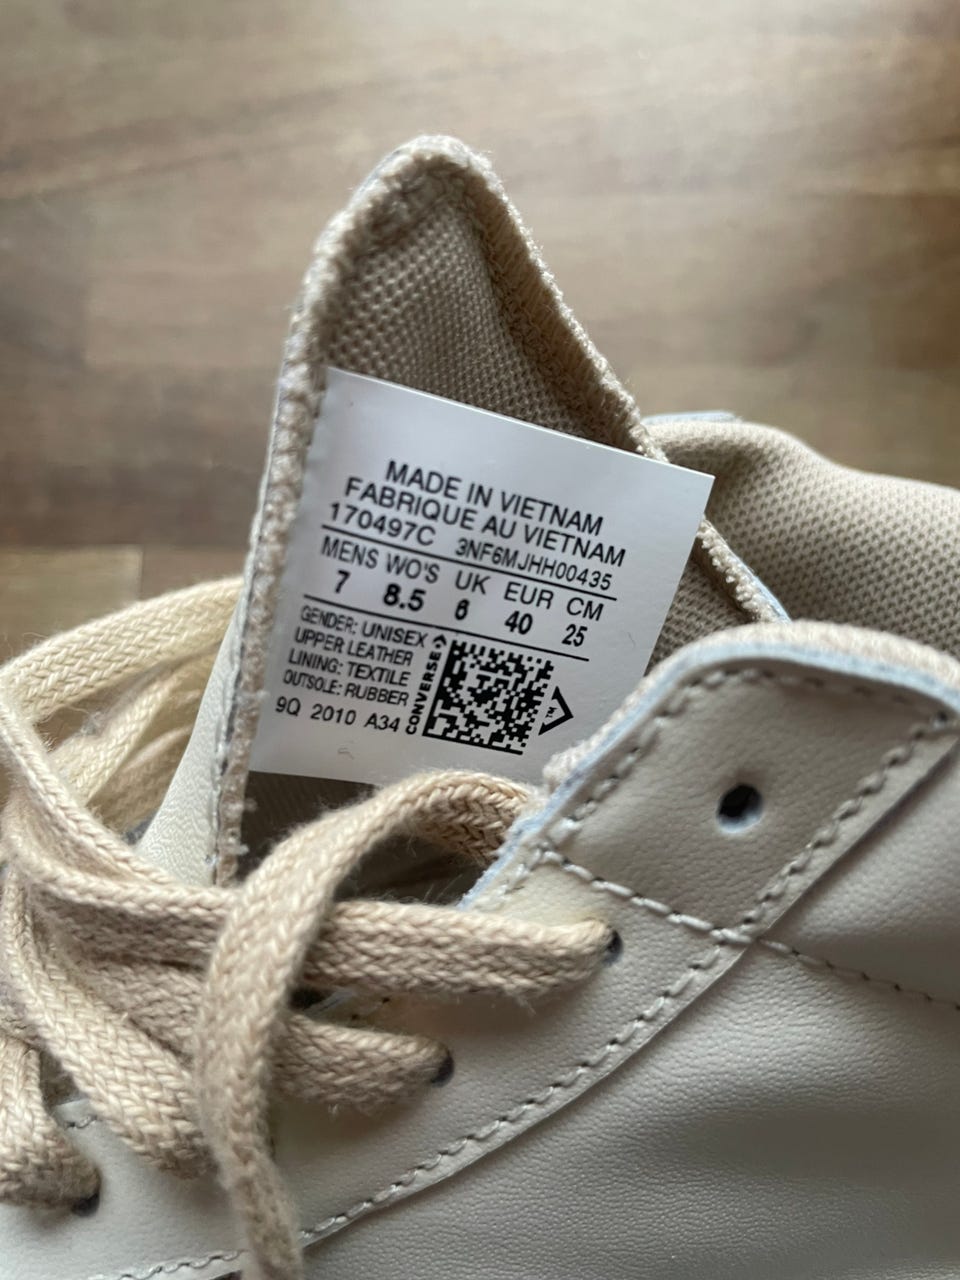 MADE IN VIETNAM
FABRIQUE AU VIETNAM
170497C 3NF6MJHH00435
MENS WO'S UK EUR CM
7 8.5 6 40 25
GENDER: UNISEX
UPPER LEATHER
LINING: TEXTILE
OUTSOLE: RUBBER
9Q 2010 A34
CONVERSE
TM